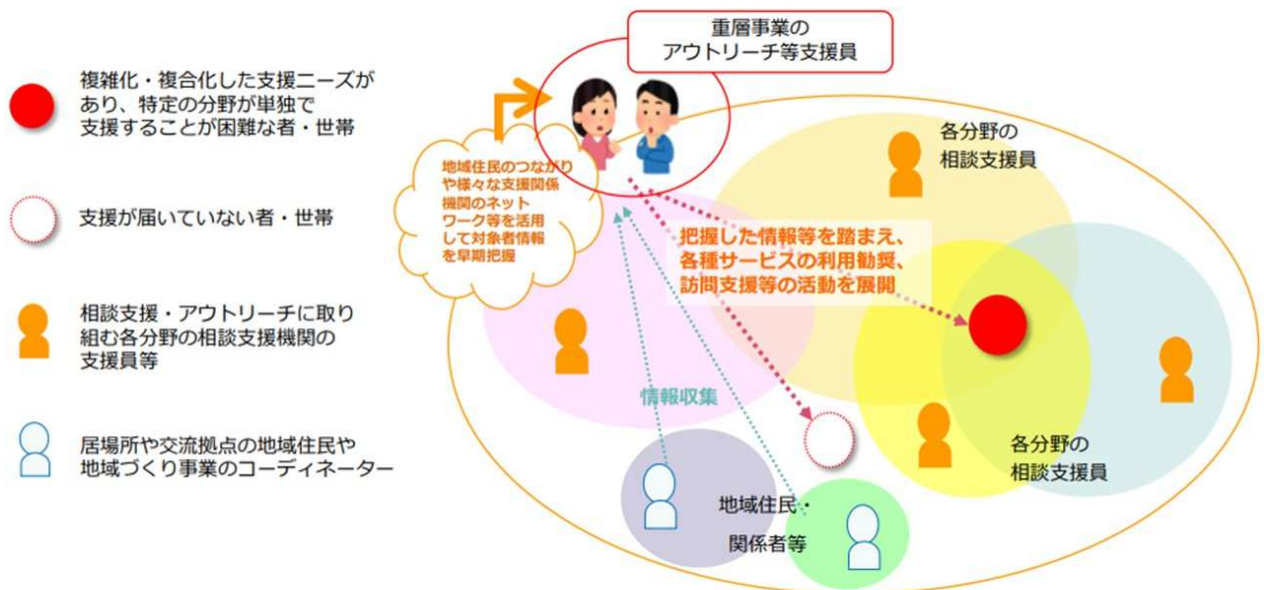 重層事業の
アウトリーチ等支援員
複雑化・複合化した支援ニーズが
あり、特定の分野が単独で
支援することが困難な者・世帯
支援が届いていない者・世帯
相談支援・アウトリーチに取り
組む各分野の相談支援機関の
支援員等
居場所や交流拠点の地域住民や
地域づくり事業のコーディネーター
地域住民のつながり
や様々な支援関係
機関のネット
ワーク等を活用
して対象者情報
を早期把握
各分野の
相談支援員
把握した情報等を踏まえ、
各種サービスの利用勧奨、
訪問支援等の活動を展開
情報収集
各分野の
相談支援員
地域住民・
関係者等